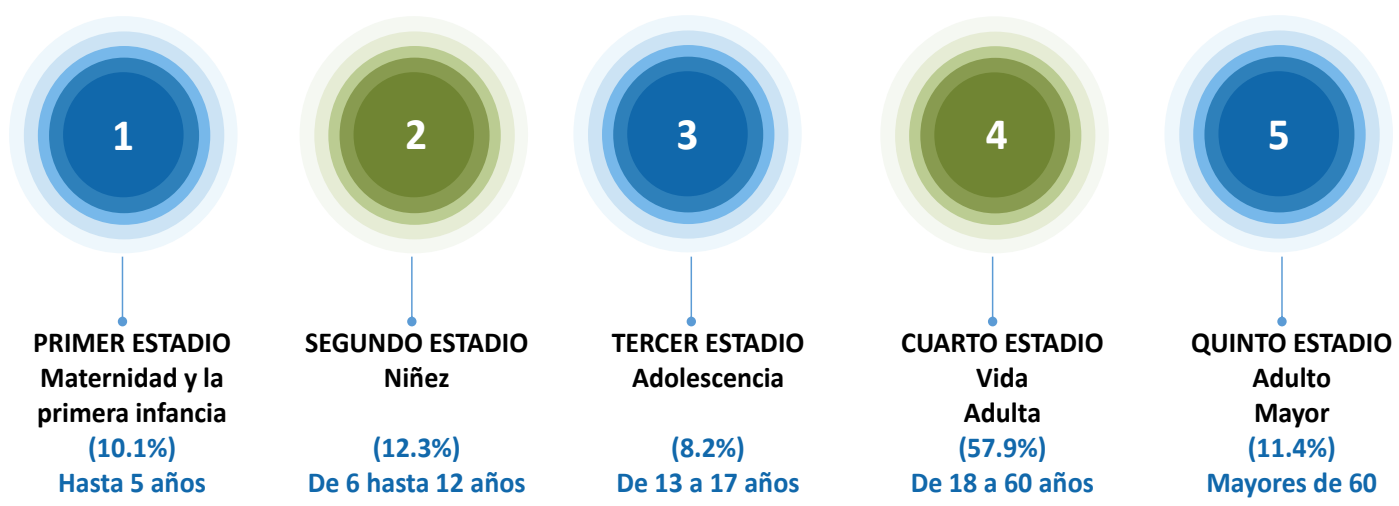 1
PRIMER ESTADIO
Maternidad y la
primera infancia
(10.1%)
Hasta 5 años
2
SEGUNDO ESTADIO
Niñez
(12.3%)
De 6 hasta 12 años
3
TERCER ESTADIO
Adolescencia
(8.2%)
De 13 a 17 años
4
CUARTO ESTADIO
Vida
Adulta
(57.9%)
De 18 a 60 años
5
QUINTO ESTADIO
Adulto
Mayor
(11.4%)
Mayores de 60